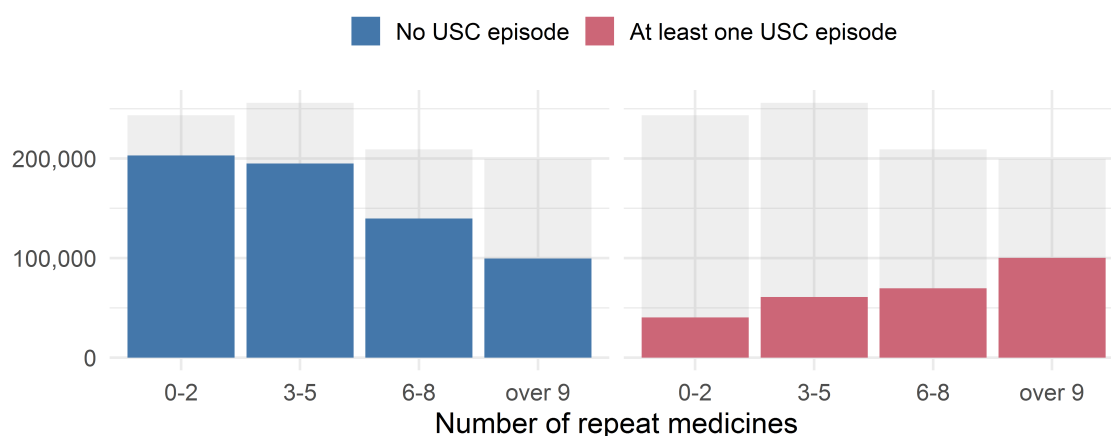 No USC episode At least one USC episode
200,000
100,000
0
0-2 3-5 6-8 over 9 0-2 3-5 6-8 over 9
Number of repeat medicines